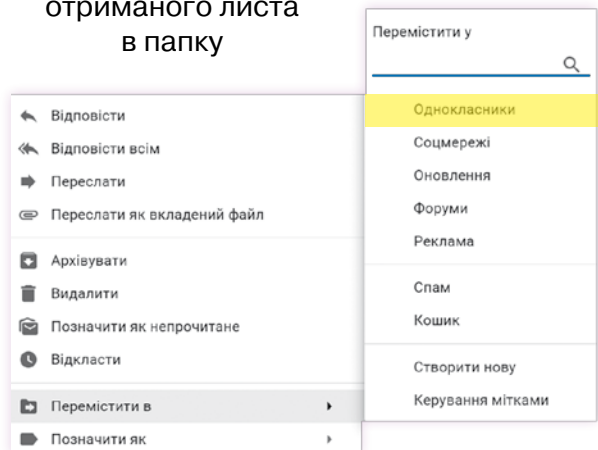 отриманого листа
в папку
Відповісти
Відповісти всім
Переслати
Переслати як вкладений файл
Архівувати
Видалити
Позначити як непрочитане
Відкласти
Перемістити в
Позначити як
Перемістити у
Однокласники
Соцмережі
Оновлення
Форуми
Реклама
Спам
Кошик
Створити нову
Керування мітками